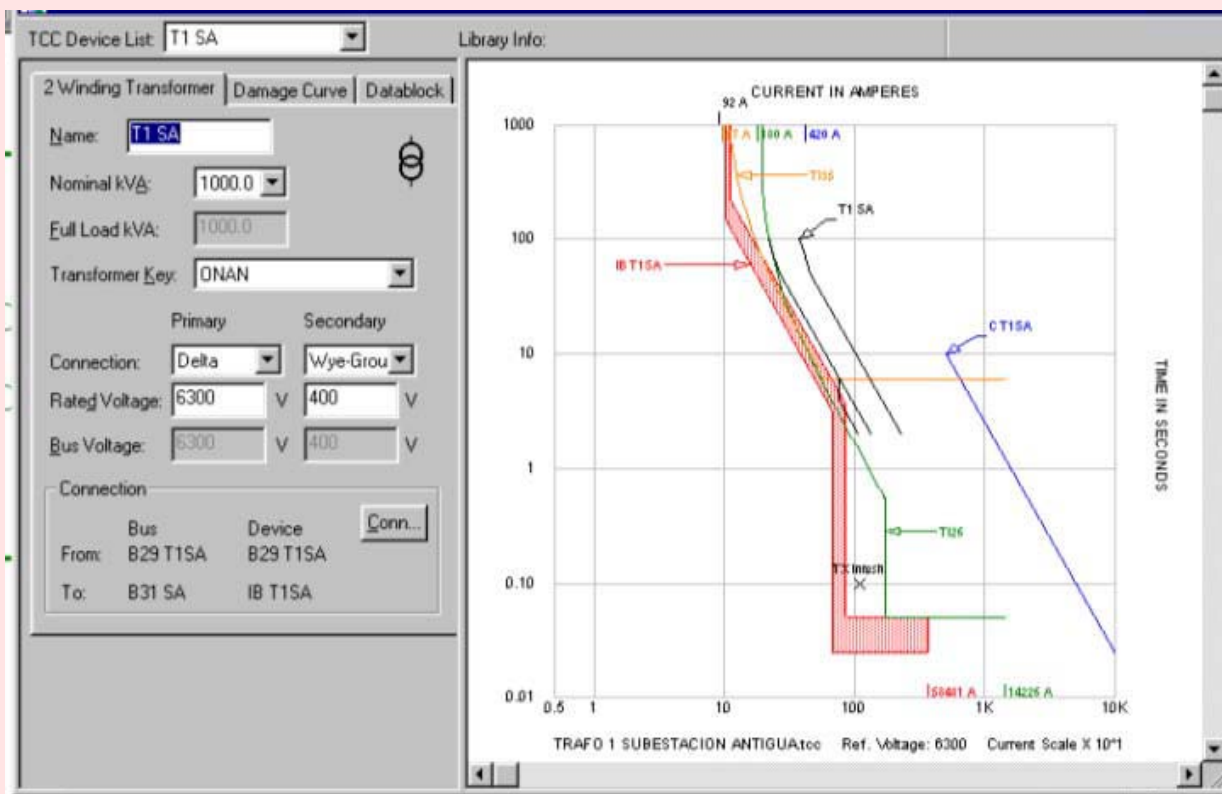 TCC Device List: T1 SA
Library Info:
2 Winding Transformer
Damage Curve
Datablock
Name: T1 SA
Nominal kVA: 1000.0
Full Load kVA: 1000.0
Transformer Key: ONAN
Primary Secondary
Connection: Delta Wye-Grou
Rated Voltage: 6300 V 400 V
Bus Voltage: 6300 V 400 V
Connection
Conn...
Bus Device
From: B29 T1SA B29 T1SA
To: B31 SA IB T1SA
CURRENT IN AMPERES
92 A
7 A 180 A 420 A
1000
100
10
1
0.10
0.01
T1 SA
IB T1SA
C T1SA
TI26
TX Inrush
14226 A
0.5 1 10 100 1K 10K
TIME IN SECONDS
TRAFO 1 SUBESTACION ANTIGUA.tcc Ref. Voltage: 6300 Current Scale X 10^1